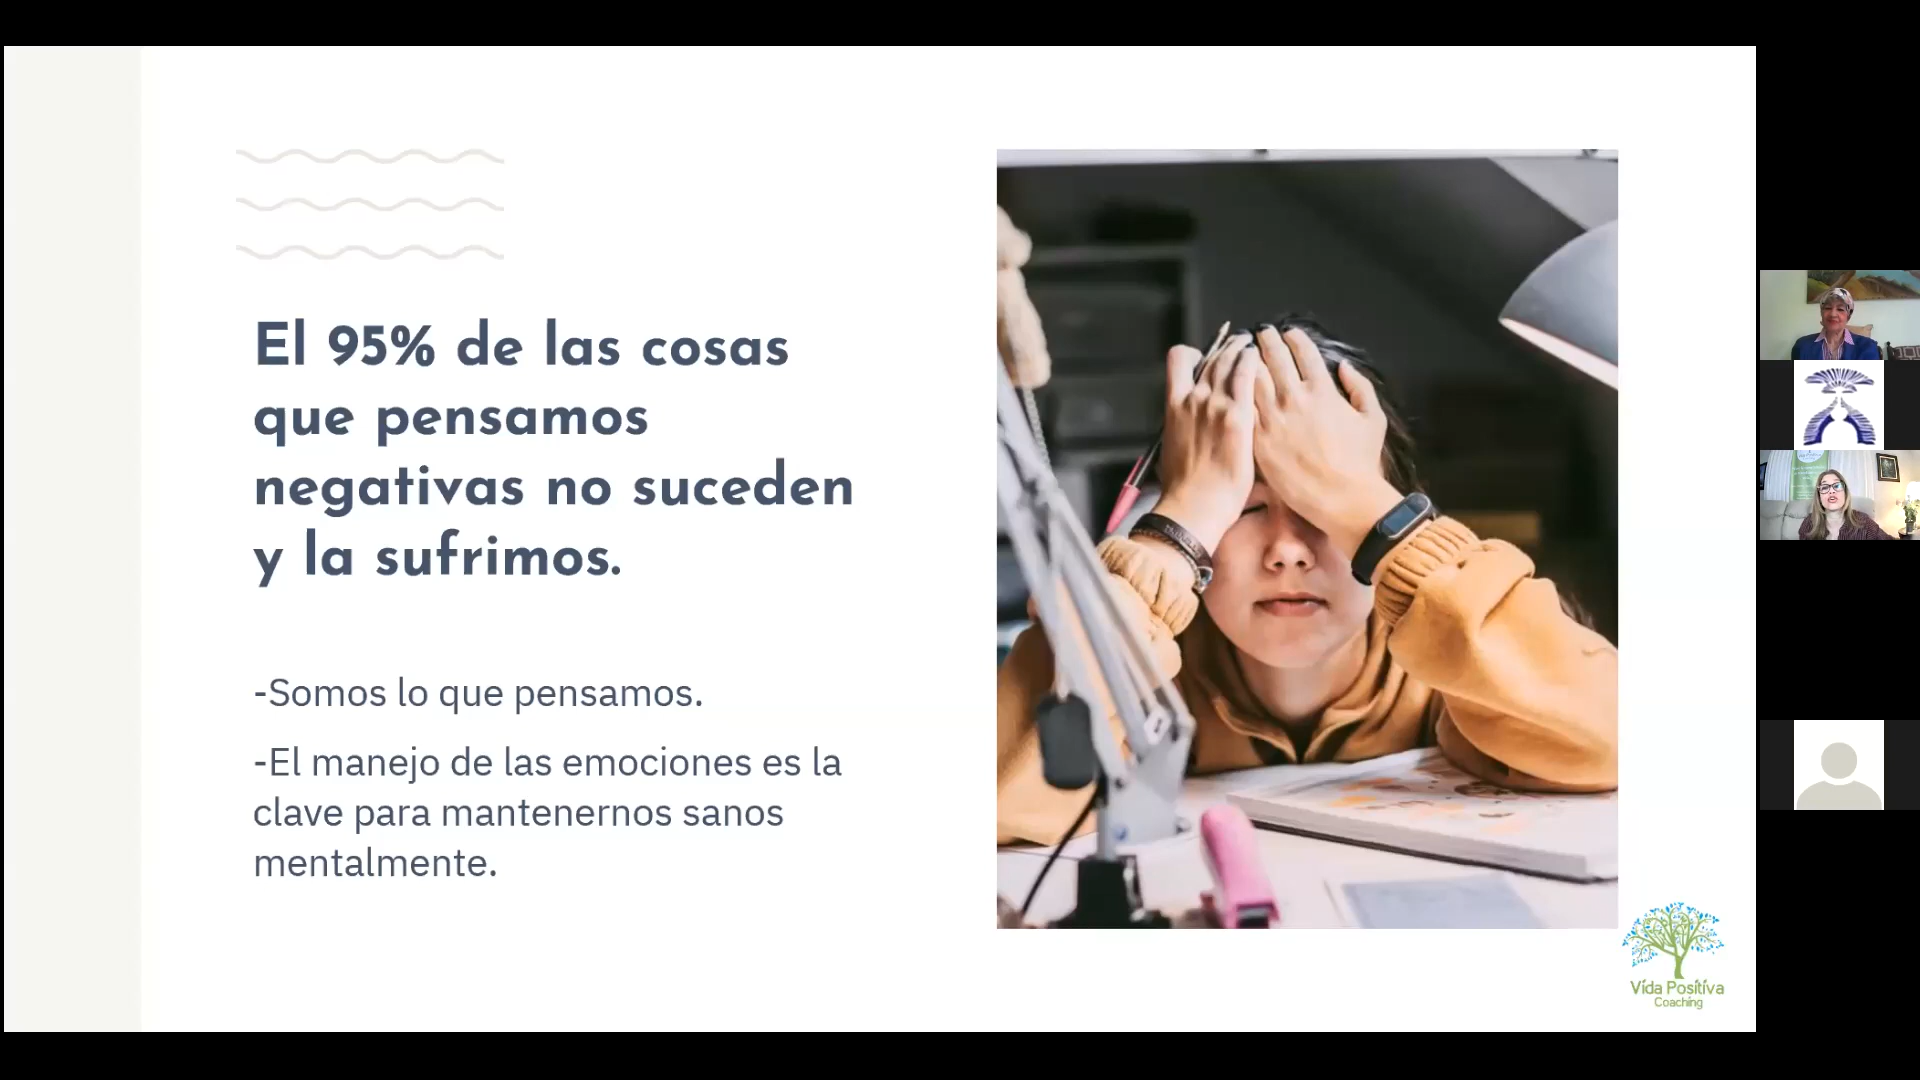 El 95% de las cosas
que pensamos
negativas no suceden
y la sufrimos.
-Somos lo que pensamos.
-El manejo de las emociones es la
clave para mantenernos sanos
mentalmente.
Vida Positiva
Coaching